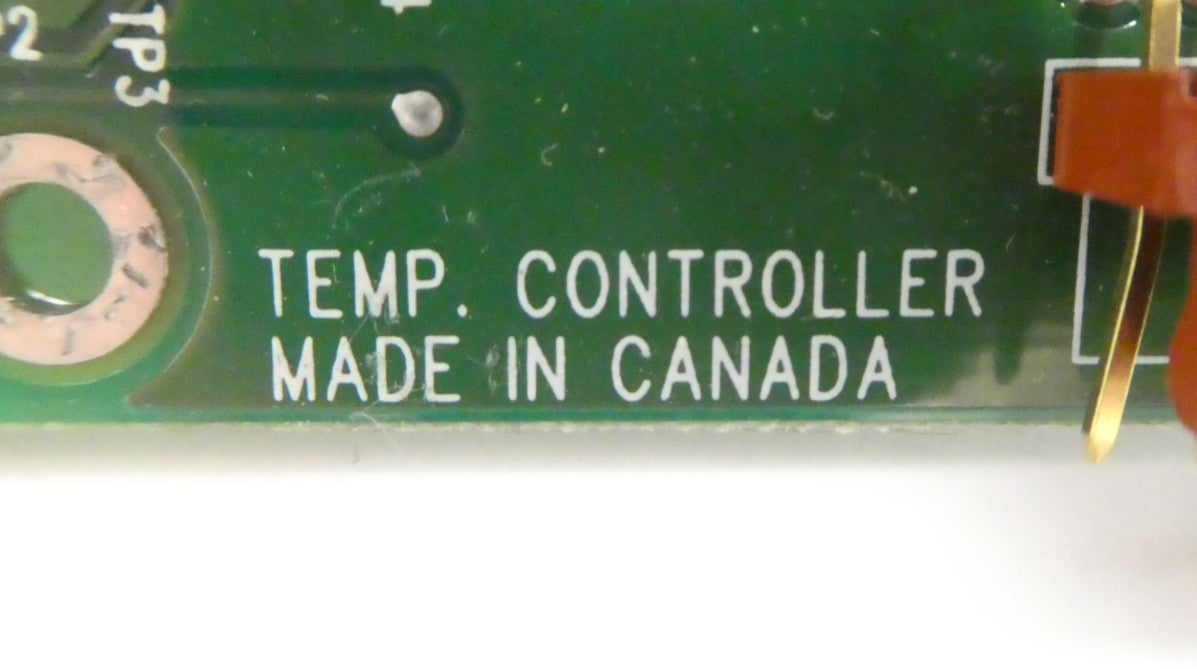 TP3
TEMP. CONTROLLER
MADE IN CANADA